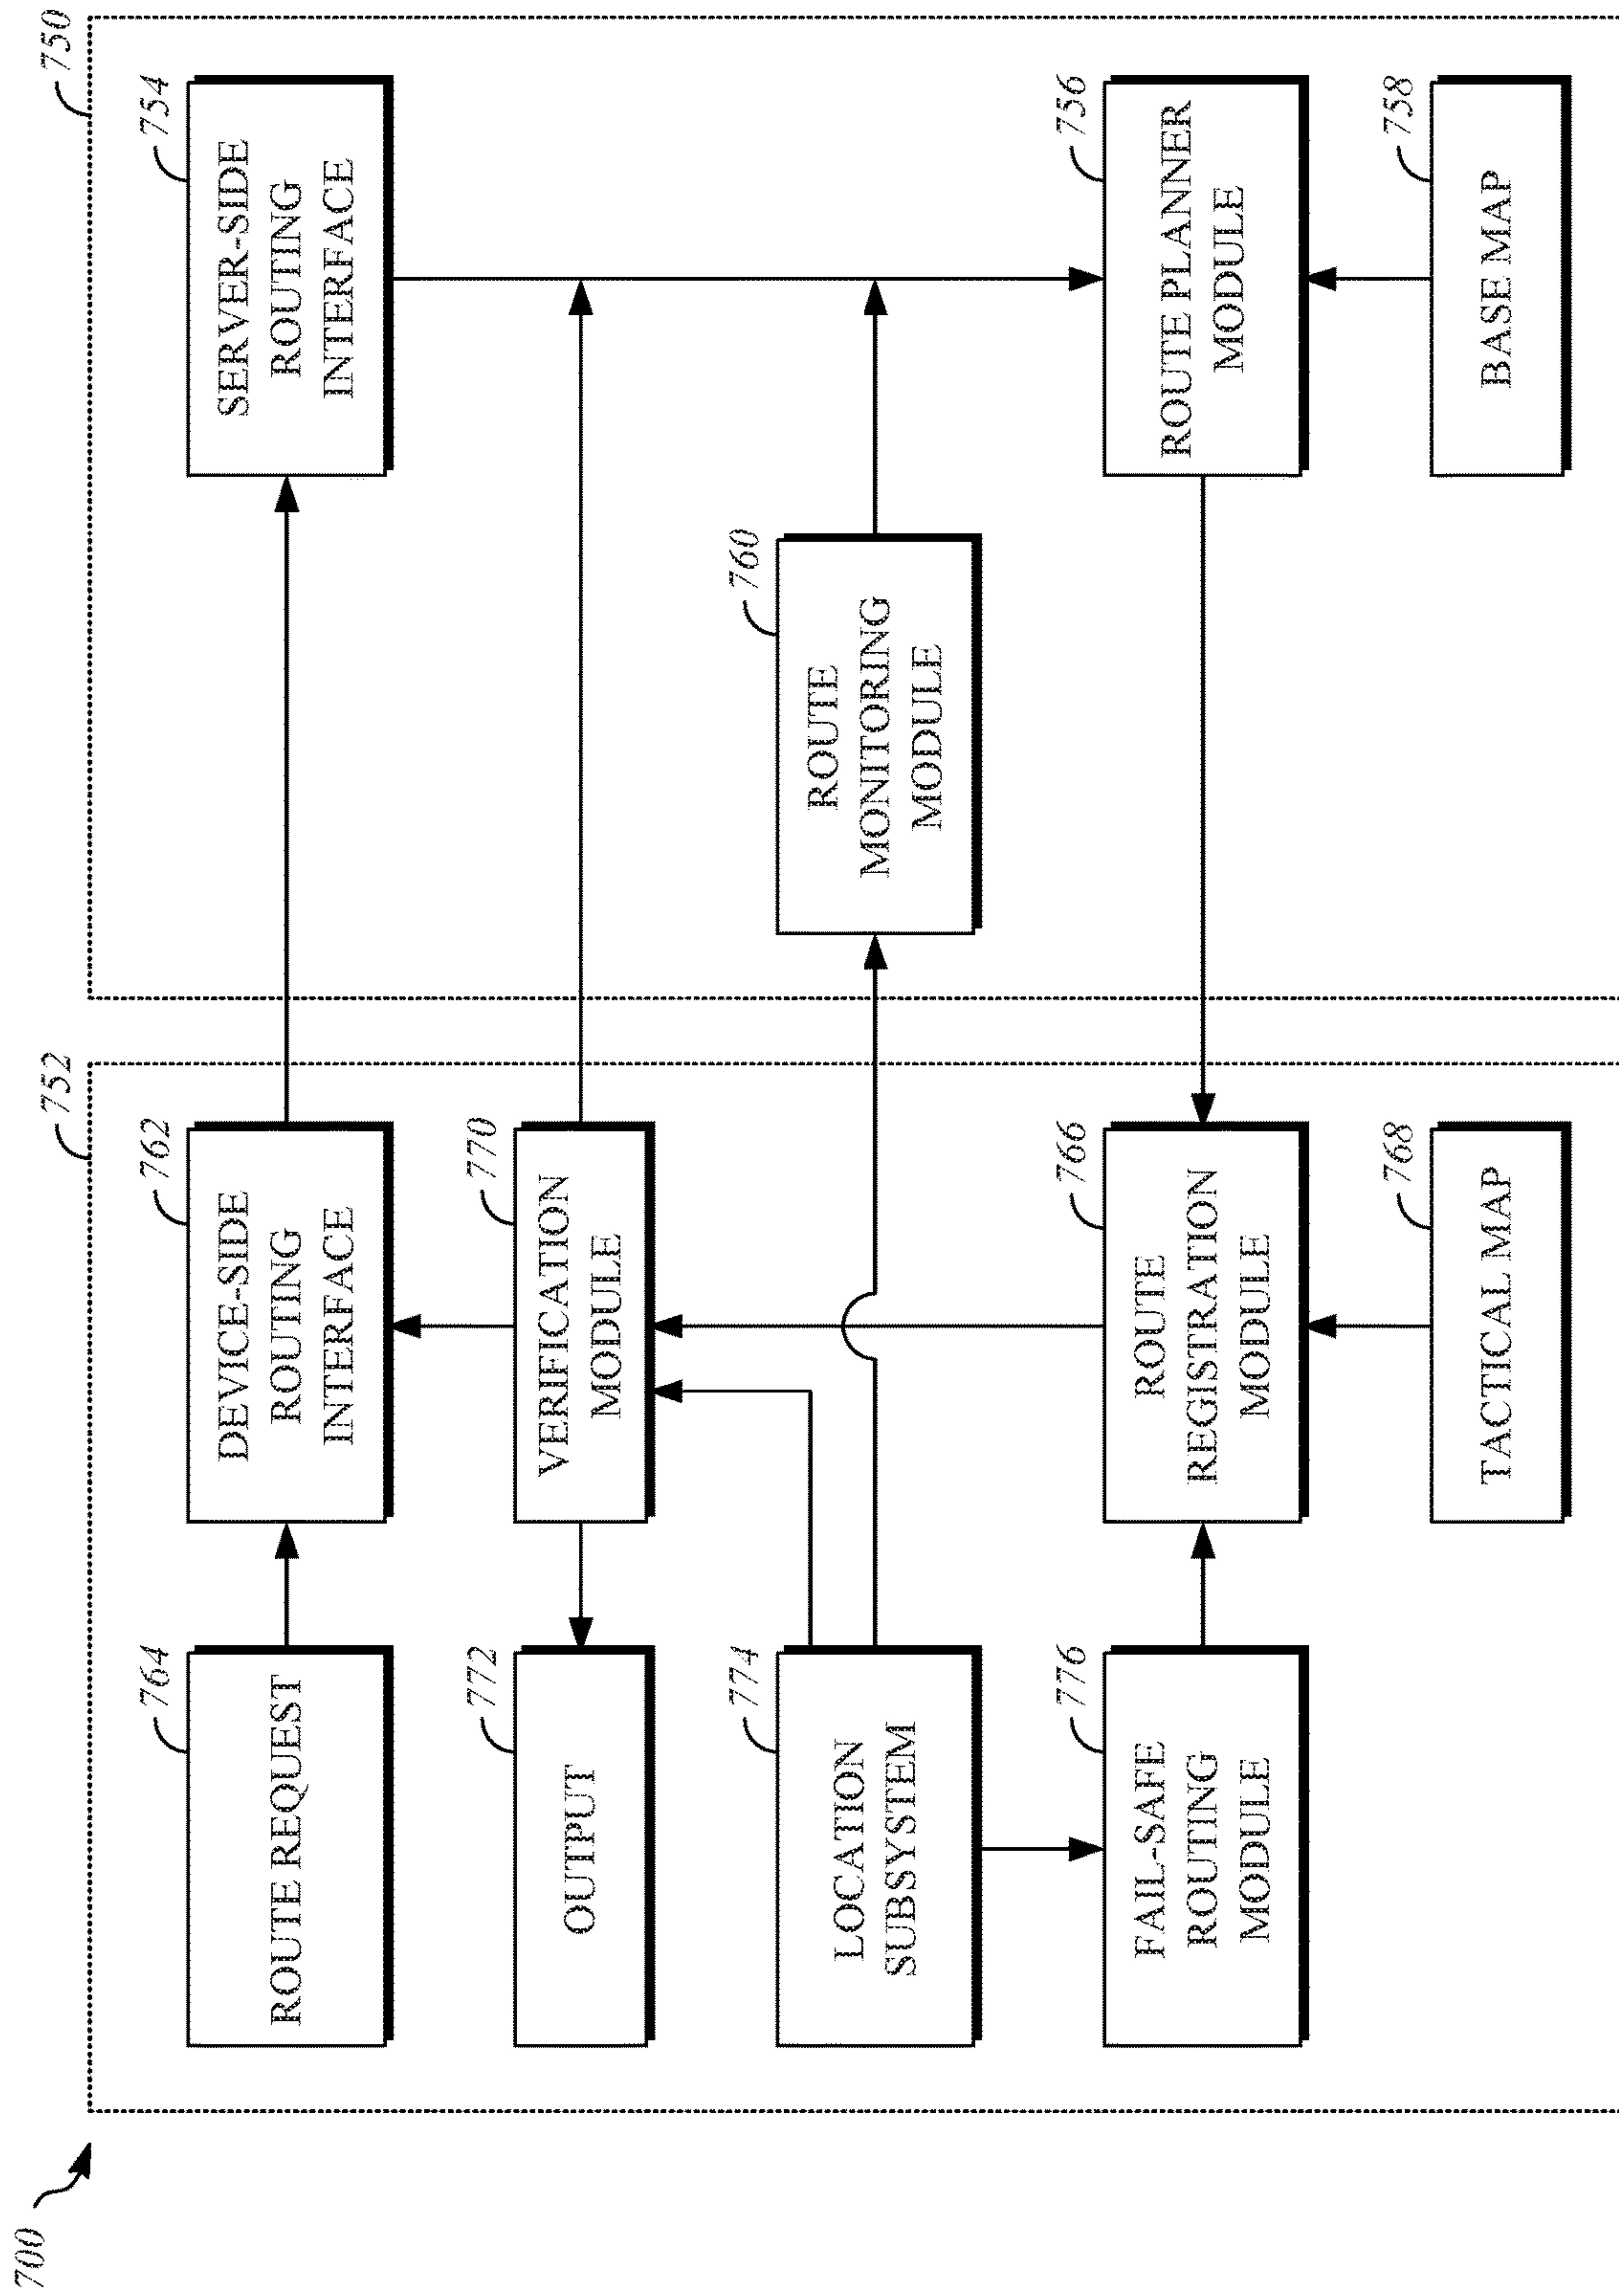 700
752
750
764
ROUTE REQUEST
762
DEVICE-SIDE
ROUTING
INTERFACE
754
SERVER-SIDE
ROUTING
INTERFACE
772
OUTPUT
770
VERIFICATION
MODULE
774
LOCATION
SUBSYSTEM
760
ROUTE
MONITORING
MODULE
776
FAIL-SAFE
ROUTING
MODULE
766
ROUTE
REGISTRATION
MODULE
756
ROUTE PLANNER
MODULE
768
TACTICAL MAP
758
BASE MAP